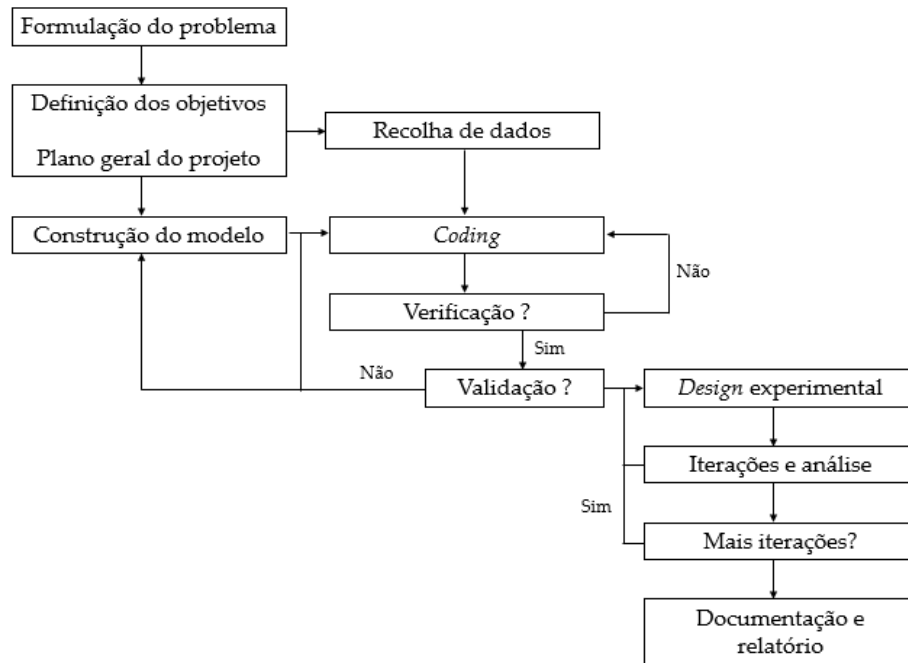 Formulação do problema
Definição dos objetivos
Plano geral do projeto
Recolha de dados
Construção do modelo
Coding
Não
Verificação ?
Sim
Não
Validação ?
Design experimental
Iterações e análise
Sim
Mais iterações?
Documentação e
relatório